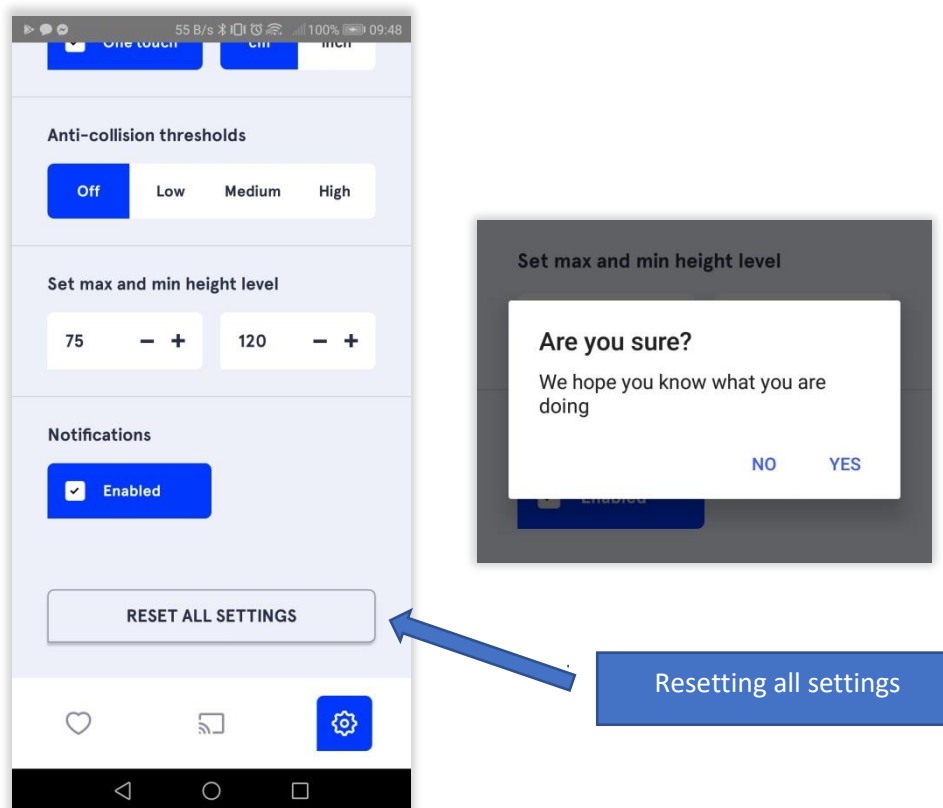 55 B/s 100% 09:48
One touch cm inch
Anti-collision thresholds
Off Low Medium High
Set max and min height level
75 − + 120 − +
Notifications
Enabled
RESET ALL SETTINGS
Set max and min height level
Are you sure?
We hope you know what you are
doing
NO YES
Enabled
Resetting all settings